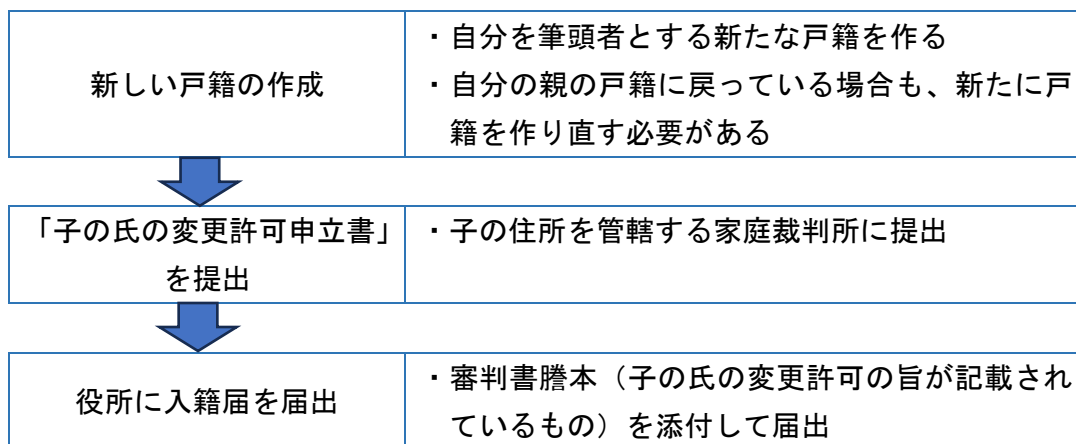 新しい戸籍の作成
・自分を筆頭者とする新たな戸籍を作る
・自分の親の戸籍に戻っている場合も、新たに戸
籍を作り直す必要がある
「子の氏の変更許可申立書」
を提出
・子の住所を管轄する家庭裁判所に提出
役所に入籍届を届出
・審判書謄本（子の氏の変更許可の旨が記載され
ているもの）を添付して届出